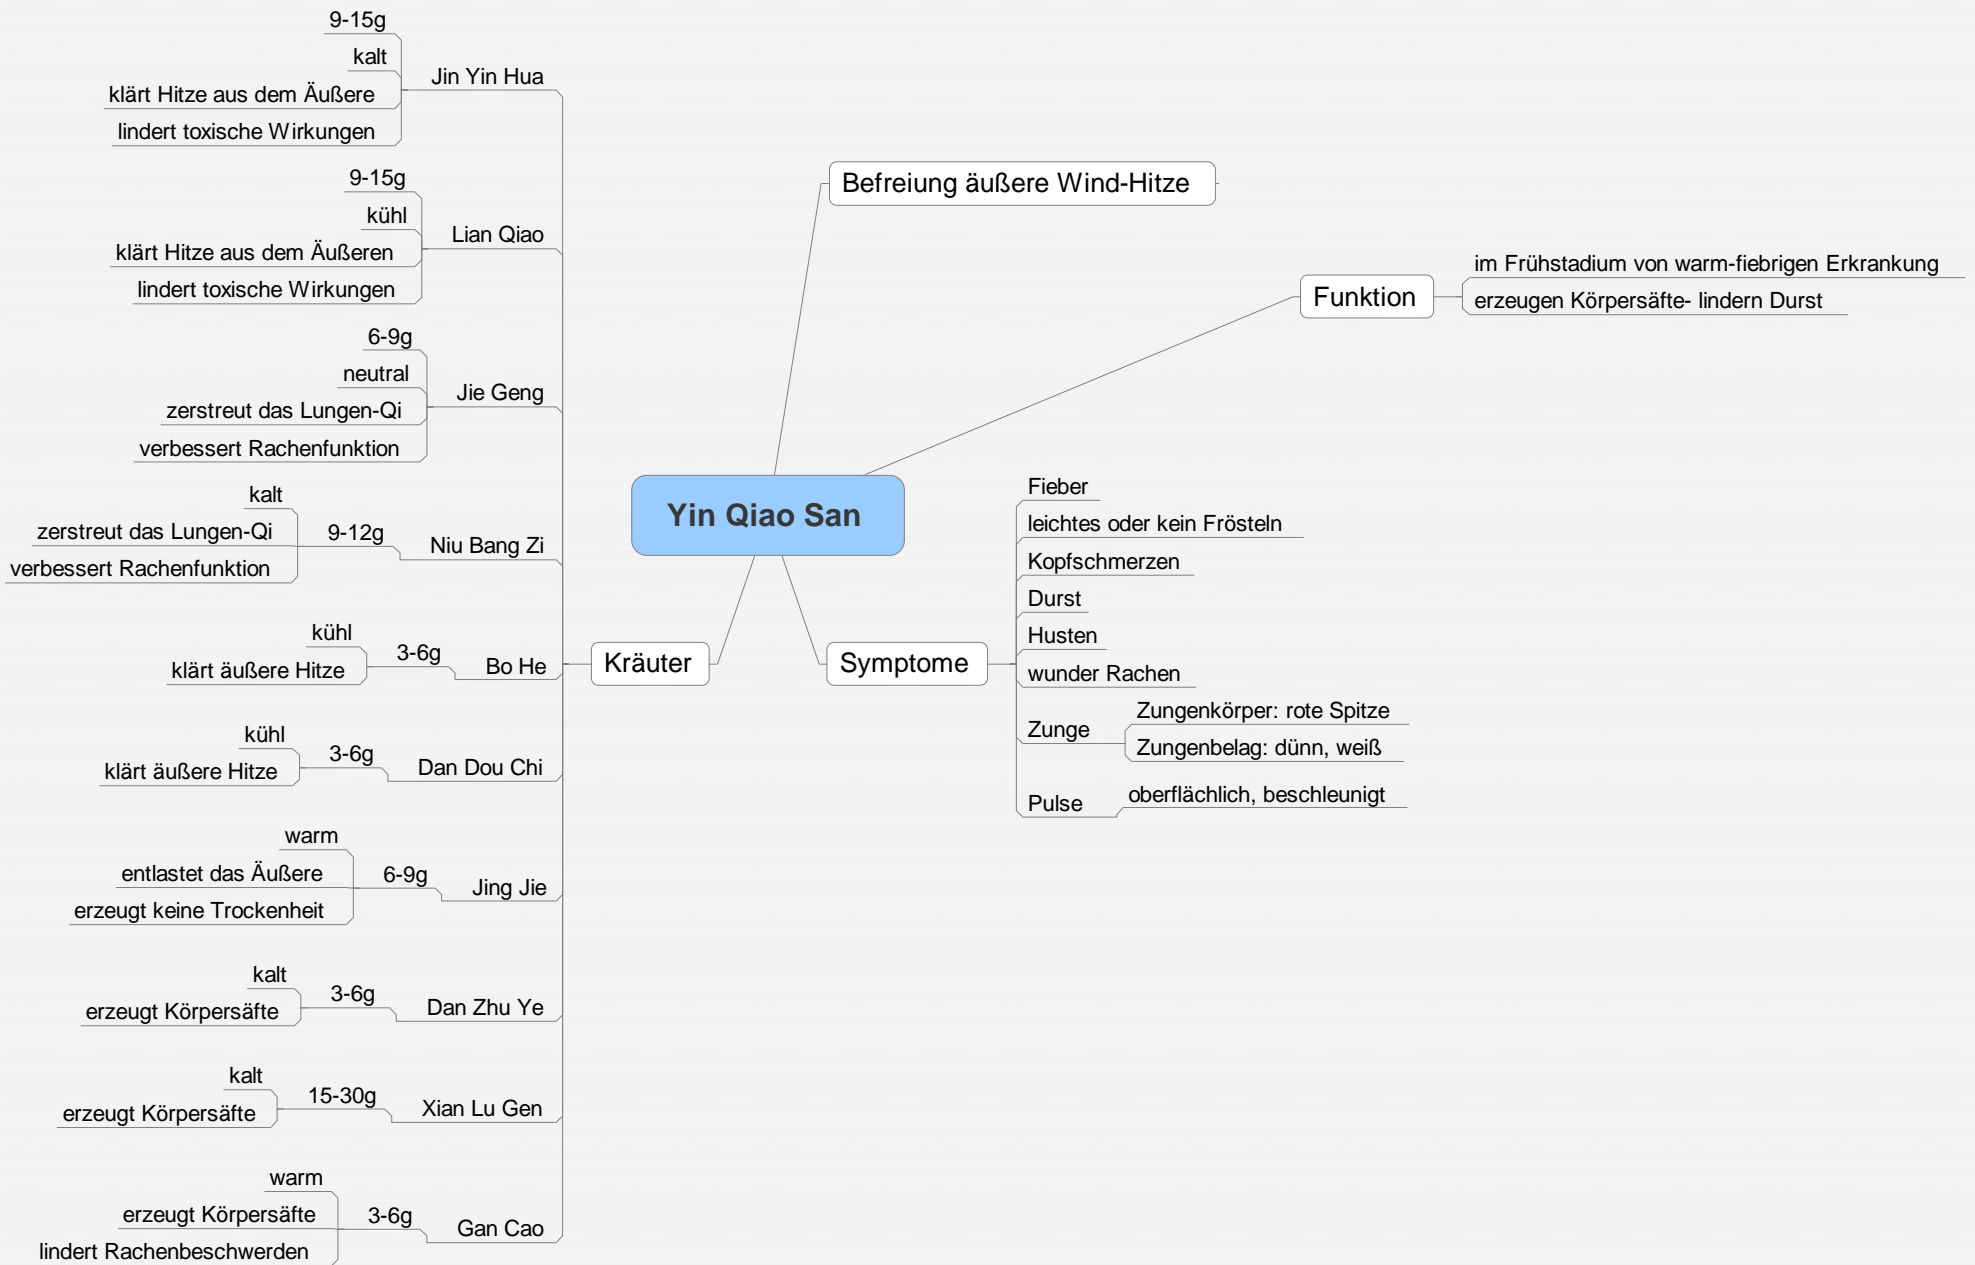 Yin Qiao San
Befreiung äußere Wind-Hitze
Funktion
im Frühstadium von warm-fiebrigen Erkrankung
erzeugen Körpersäfte- lindern Durst
Symptome
Fieber
leichtes oder kein Frösteln
Kopfschmerzen
Durst
Husten
wunder Rachen
Zunge
Zungenkörper: rote Spitze
Zungenbelag: dünn, weiß
Pulse
oberflächlich, beschleunigt
Kräuter
Jin Yin Hua
9-15g
kalt
klärt Hitze aus dem Äußere
lindert toxische Wirkungen
Lian Qiao
9-15g
kühl
klärt Hitze aus dem Äußeren
lindert toxische Wirkungen
Jie Geng
6-9g
neutral
zerstreut das Lungen-Qi
verbessert Rachenfunktion
Niu Bang Zi
9-12g
kalt
zerstreut das Lungen-Qi
verbessert Rachenfunktion
Bo He
3-6g
kühl
klärt äußere Hitze
Dan Dou Chi
3-6g
kühl
klärt äußere Hitze
Jing Jie
6-9g
warm
entlastet das Äußere
erzeugt keine Trockenheit
Dan Zhu Ye
3-6g
kalt
erzeugt Körpersäfte
Xian Lu Gen
15-30g
kalt
erzeugt Körpersäfte
Gan Cao
3-6g
warm
erzeugt Körpersäfte
lindert Rachenbeschwerden